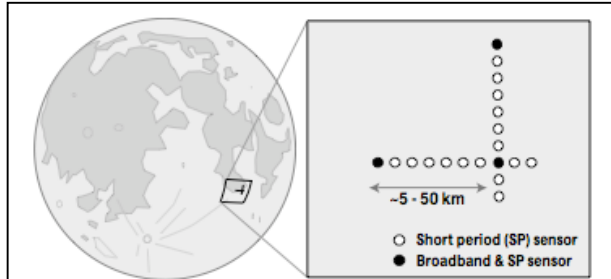 ~5 - 50 km
Short period (SP) sensor
Broadband & SP sensor